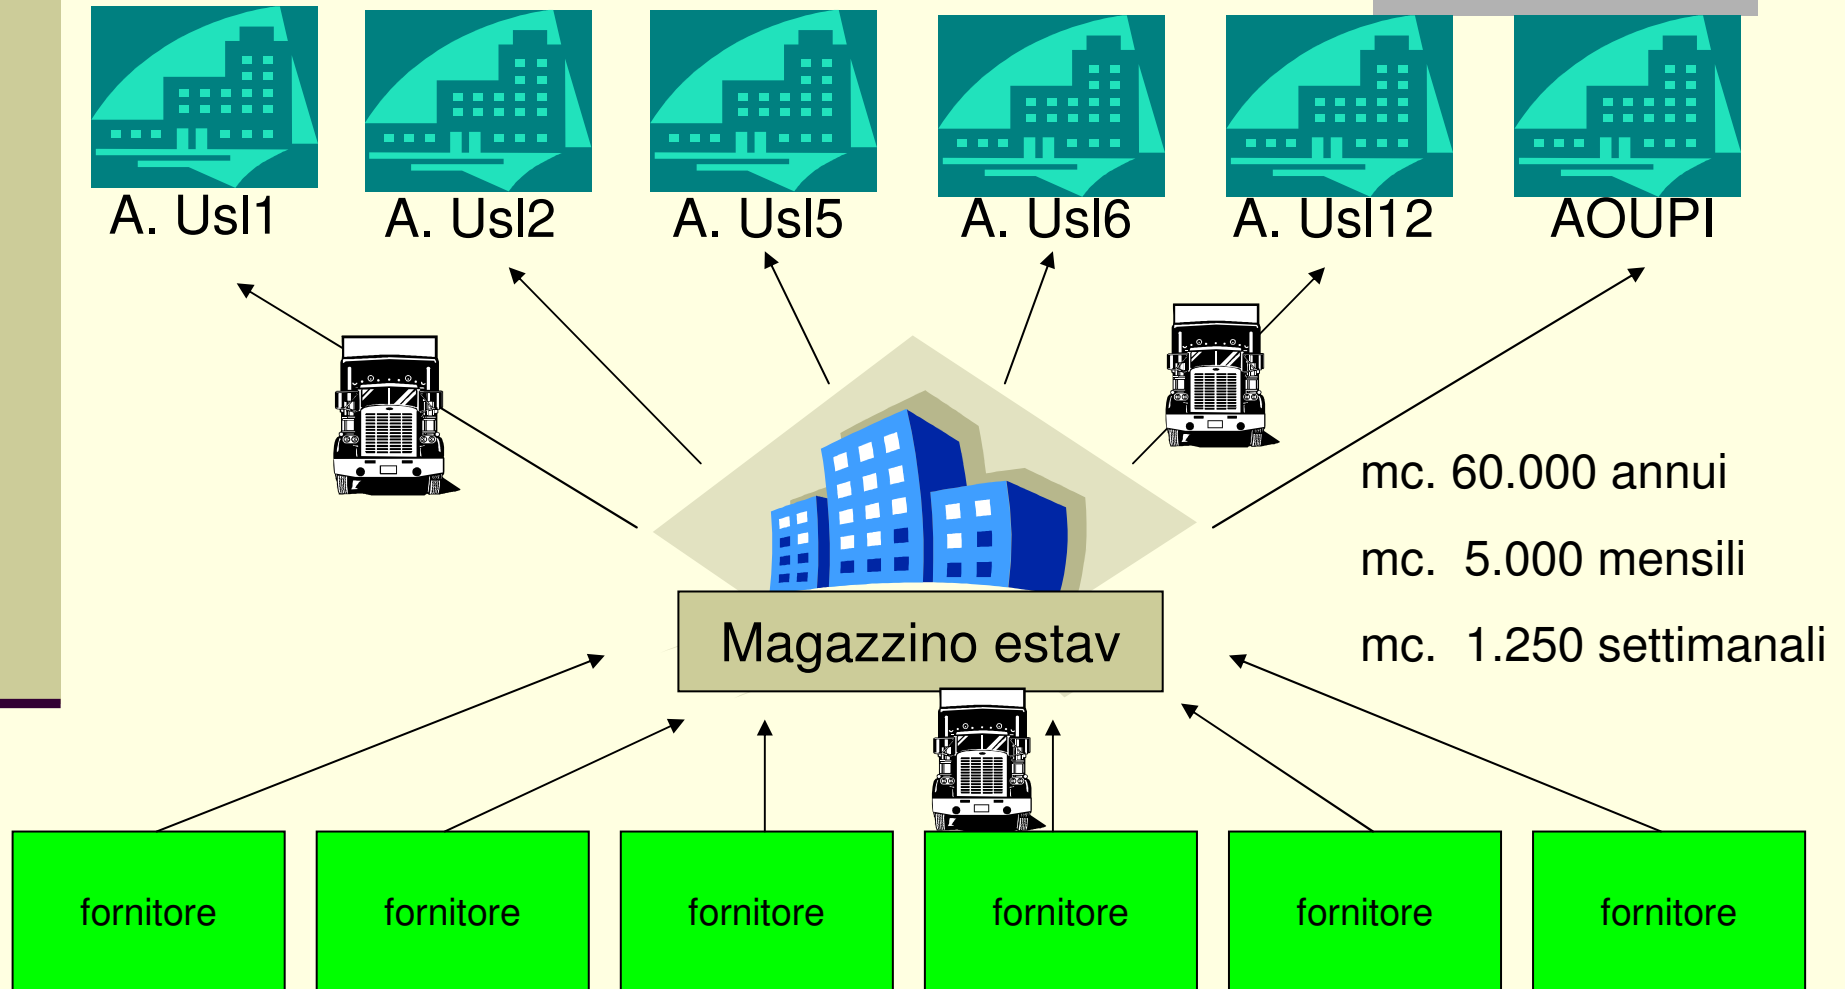 A. Usl1
A. Usl2
A. Usl5
A. Usl6
A. Usl12
AOUPI
mc. 60.000 annui
mc. 5.000 mensili
mc. 1.250 settimanali
Magazzino estav
fornitore
fornitore
fornitore
fornitore
fornitore
fornitore